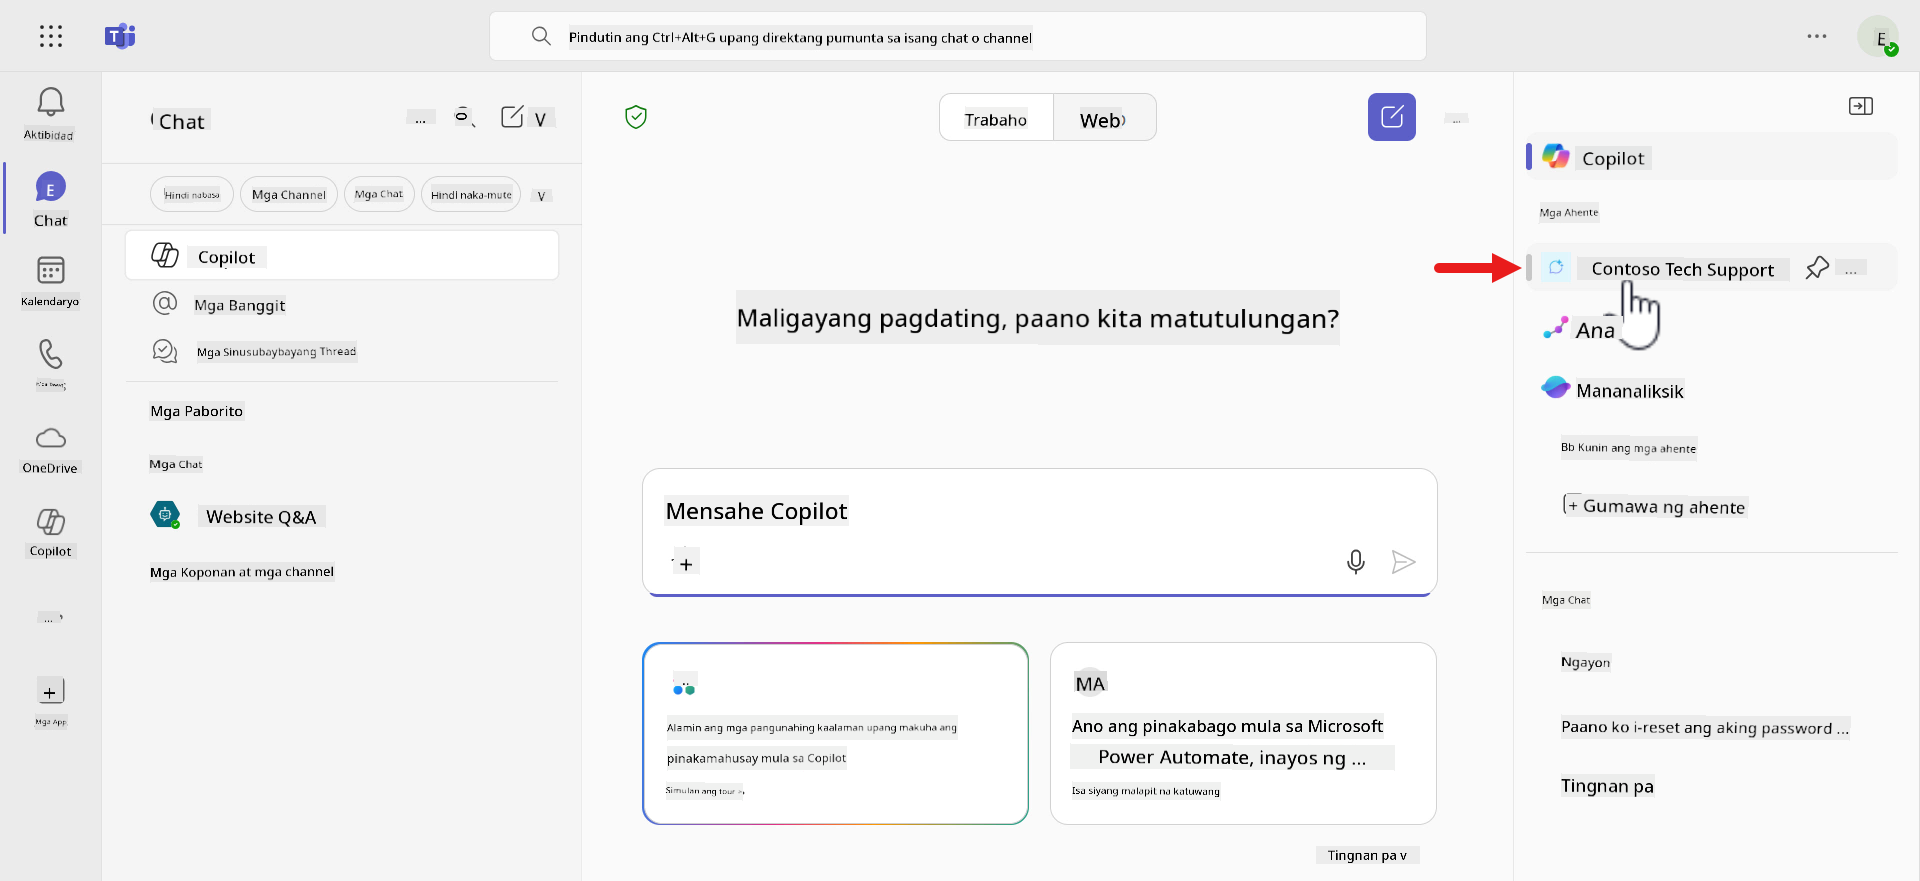 Pindutin ang Ctrl+Alt+G upang direktang pumunta sa isang chat o channel
E
Aktibidad
E
Chat
Kalendaryo
OneDrive
Copilot
...
+
Mga App
Chat
...
V
Hindi nabasa
Mga Channel
Mga Chat
Hindi naka-mute
V
Copilot
@
Mga Banggit
Mga Sinusubaybayang Thread
Mga Paborito
Mga Chat
Website Q&A
Mga Koponan at mga channel
Trabaho
Web
...
Maligayang pagdating, paano kita matutulungan?
Mensahe Copilot
+
Alamin ang mga pangunahing kaalaman upang makuha ang
pinakamahusay mula sa Copilot
Simulan ang tour
MA
Ano ang pinakabago mula sa Microsoft
Power Automate, inayos ng ...
Isa siyang malapit na katuwang
Tingnan pa v
Copilot
Mga Ahente
Contoso Tech Support
...
Ana
Mananaliksik
Bb Kunin ang mga ahente
+ Gumawa ng ahente
Mga Chat
Ngayon
Paano ko i-reset ang aking password ...
Tingnan pa